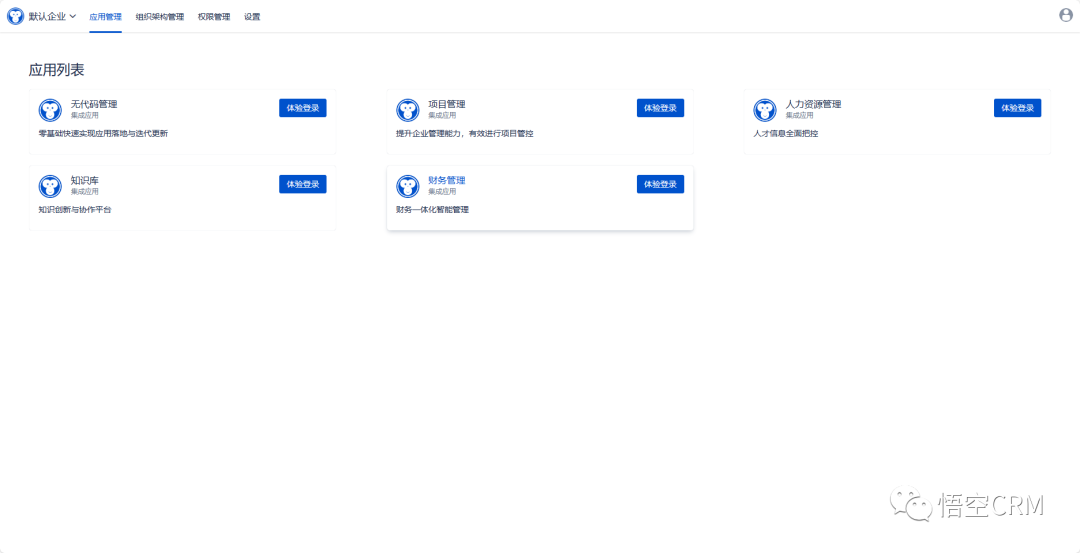 默认企业 应用管理 组织架构管理 权限管理 设置
应用列表
无代码管理
集成应用
体验登录
零基础快速实现应用落地与迭代更新
项目管理
集成应用
体验登录
提升企业管理能力，有效进行项目管控
人力资源管理
集成应用
体验登录
人才信息全面把控
知识库
集成应用
体验登录
知识创新与协作平台
财务管理
集成应用
体验登录
财务一体化智能管理
悟空CRM